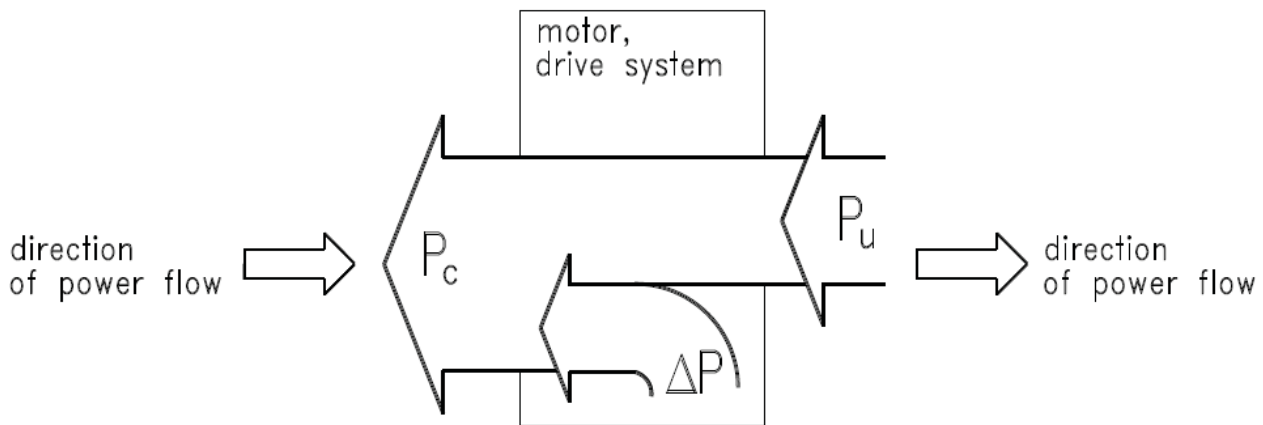 motor,
drive system
direction
of power flow
P_c
P_u
direction
of power flow
ΔP